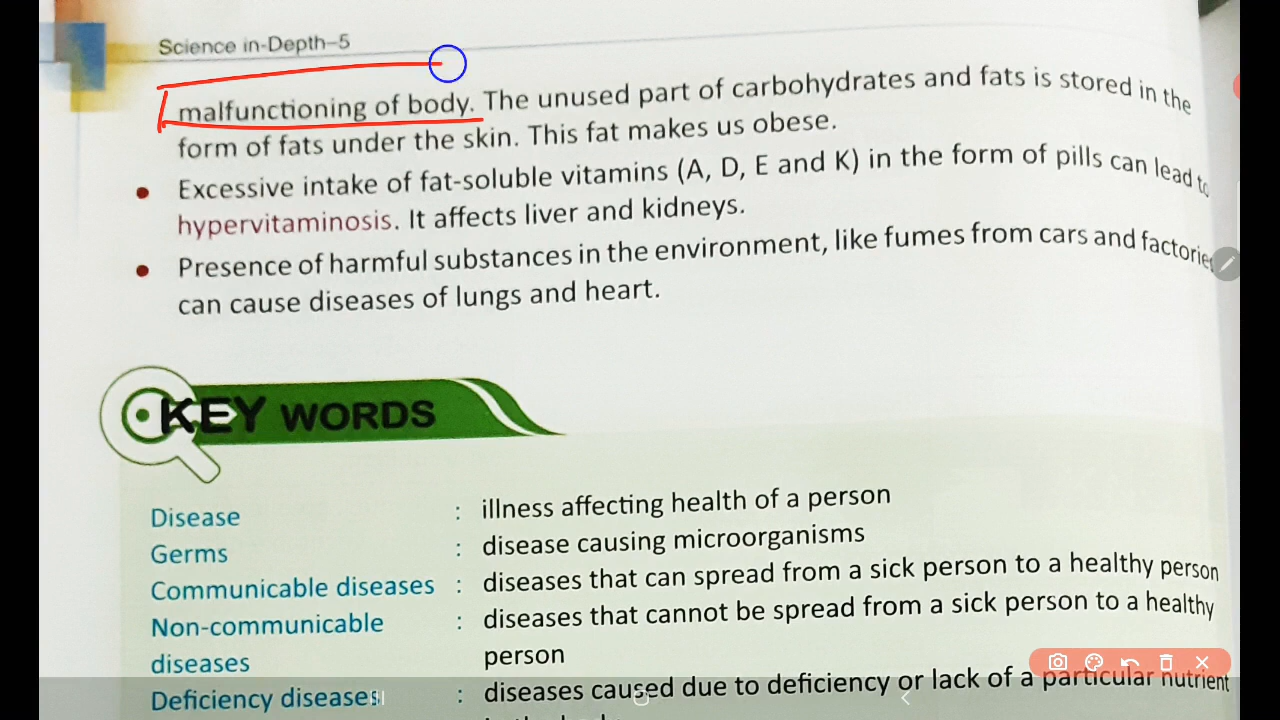 Science in-Depth–5
malfunctioning of body. The unused part of carbohydrates and fats is stored in the
form of fats under the skin. This fat makes us obese.
• Excessive intake of fat-soluble vitamins (A, D, E and K) in the form of pills can lead to
hypervitaminosis. It affects liver and kidneys.
• Presence of harmful substances in the environment, like fumes from cars and factories
can cause diseases of lungs and heart.
KEY WORDS
Disease : illness affecting health of a person
Germs : disease causing microorganisms
Communicable diseases : diseases that can spread from a sick person to a healthy person
Non-communicable : diseases that cannot be spread from a sick person to a healthy
diseases person
Deficiency diseases : diseases caused due to deficiency or lack of a particular nutrient